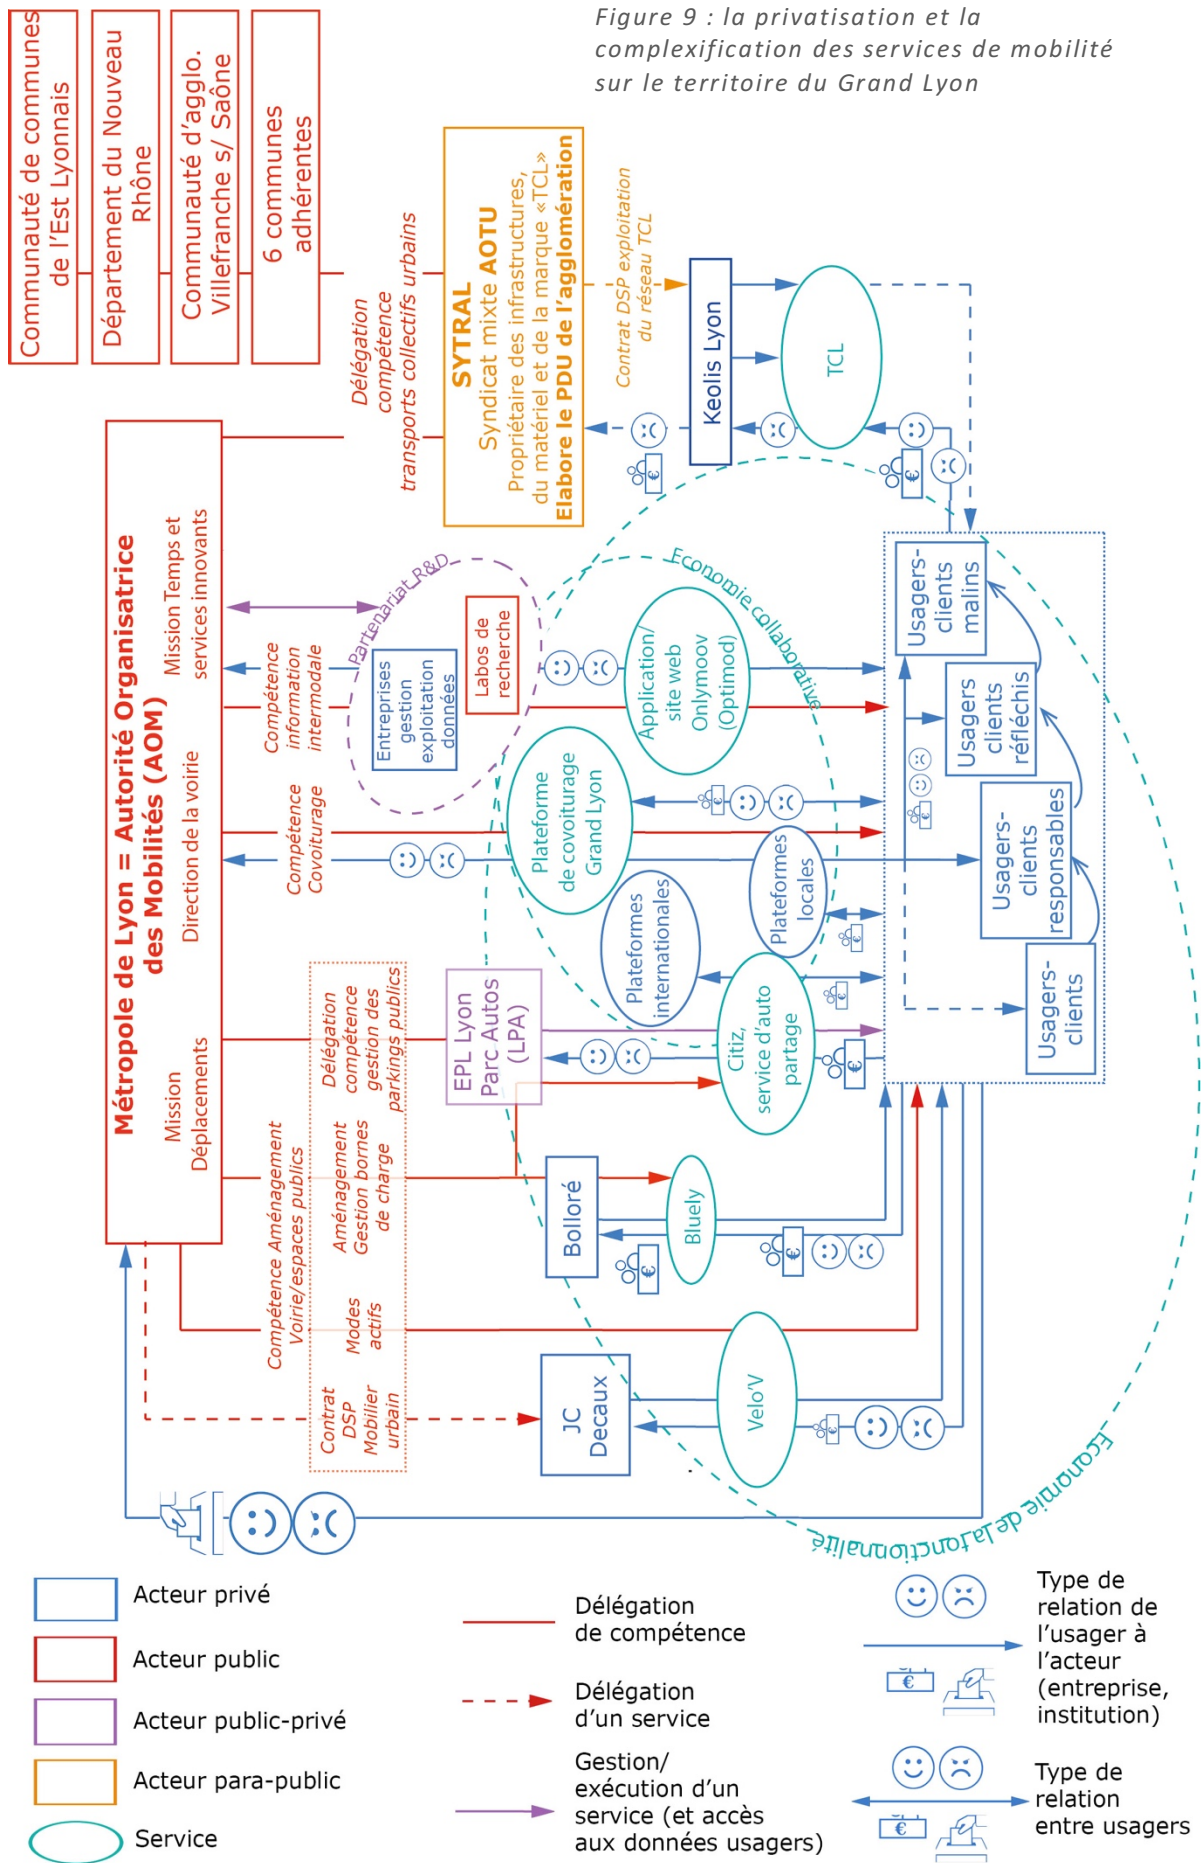 Figure 9 : la privatisation et la
complexification des services de mobilité
sur le territoire du Grand Lyon
Communauté de communes
de l'Est Lyonnais
Département du Nouveau
Rhône
Communauté d'agglo.
Villefranche s/ Saône
6 communes
adhérentes
Délégation
compétence
transports collectifs urbains
SYTRAL
Syndicat mixte AOTU
Propriétaire des infrastructures,
du matériel et de la marque «TCL»
Elabore le PDU de l'agglomération
Contrat DSP exploitation
du réseau TCL
Keolis Lyon
TCL
Métropole de Lyon = Autorité Organisatrice
des Mobilités (AOM)
Mission Temps et
services innovants
Direction de la voirie
Mission
Déplacements
Compétence
information
intermodale
Compétence
Covoiturage
Partenariat R&D
Entreprises
gestion
exploitation
données
Labos de
recherche
Economie collaborative
Application/
site web
Onlymoov
(Optimod)
Plateforme
de covoiturage
Grand Lyon
Plateformes
internationales
Plateformes
locales
Délégation
compétence
gestion des
parkings publics
EPL Lyon
Parc Autos
(LPA)
Citiz,
service d'auto
partage
Compétence Aménagement
Voirie/espaces publics
Aménagement
Gestion bornes
de charge
Modes
actifs
Contrat
DSP
Mobilier
urbain
Bolloré
Bluely
JC
Decaux
Velo'V
Usagers-
clients
malins
Usagers
clients
réfléchis
Usagers-
clients
responsables
Usagers-
clients
Economie de la fonctionnalité
€
€
€
€
€
€
€
€
€
€
Acteur privé
Acteur public
Acteur public-privé
Acteur para-public
Service
Délégation
de compétence
Délégation
d'un service
Gestion/
exécution d'un
service (et accès
aux données usagers)
€
Type de
relation de
l'usager à
l'acteur
(entreprise,
institution)
€
Type de
relation
entre usagers